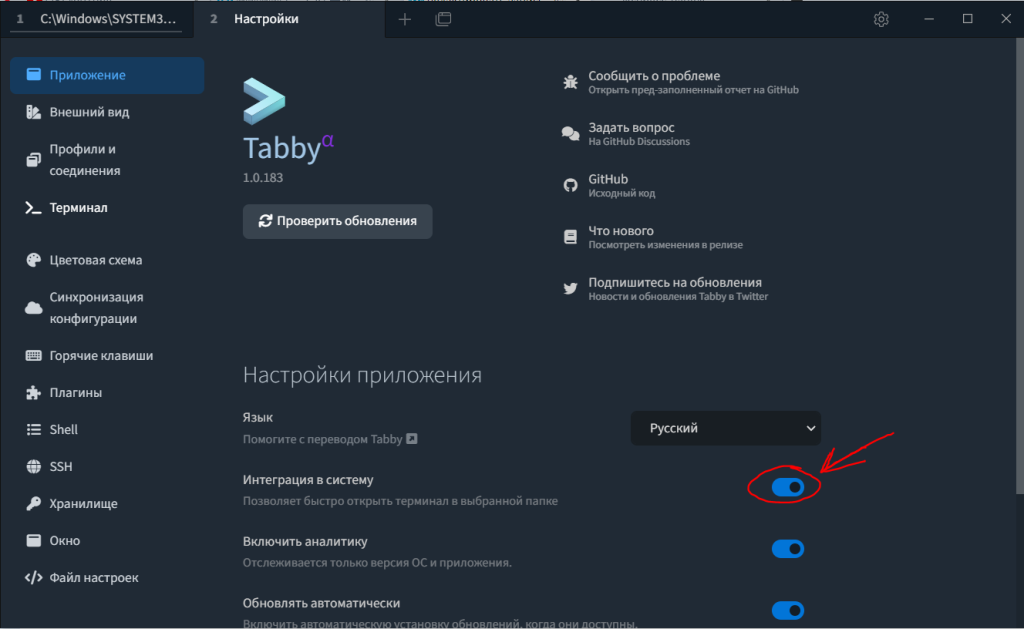 1 C:\Windows\SYSTEM3...
2 Настройки
Приложение
Внешний вид
Профили и
соединения
Терминал
Цветовая схема
Синхронизация
конфигурации
Горячие клавиши
Плагины
Shell
SSH
Хранилище
Окно
Файл настроек
Tabbyα
1.0.183
Проверить обновления
Сообщить о проблеме
Открыть пред-заполненный отчет на GitHub
Задать вопрос
На GitHub Discussions
GitHub
Исходный код
Что нового
Посмотреть изменения в релизе
Подпишитесь на обновления
Новости и обновления Tabby в Twitter
Настройки приложения
Язык
Помогите с переводом Tabby
Русский
Интеграция в систему
Позволяет быстро открыть терминал в выбранной папке
Включить аналитику
Отслеживается только версия ОС и приложения.
Обновлять автоматически
Включить автоматическую установку обновлений, когда они доступны.